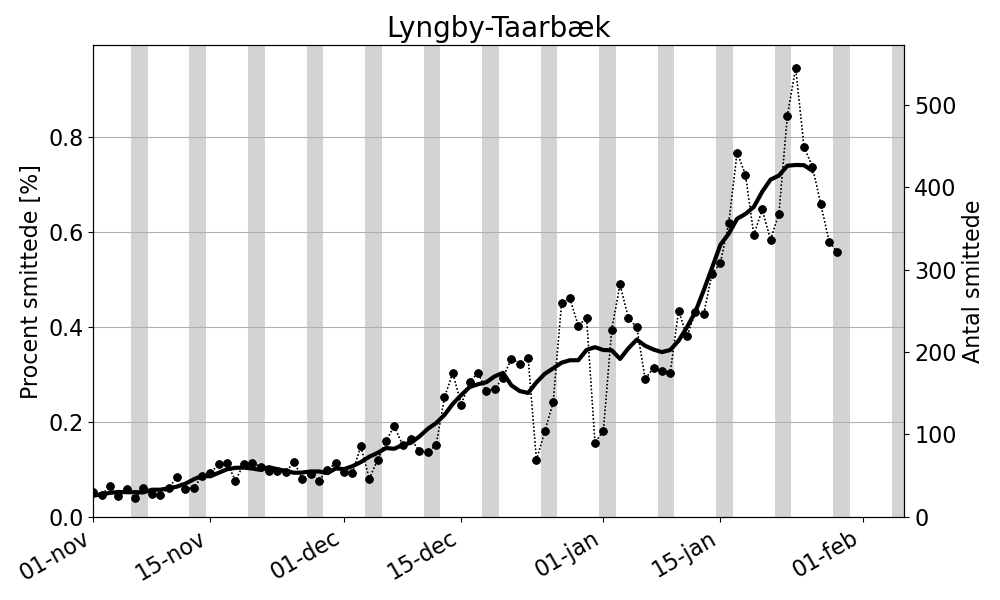 Lyngby-Taarbæk
Procent smittede [%]
0.8
0.6
0.4
0.2
0.0
500
400
300
200
100
0
Antal smittede
01-nov
15-nov
01-dec
15-dec
01-jan
15-jan
01-feb